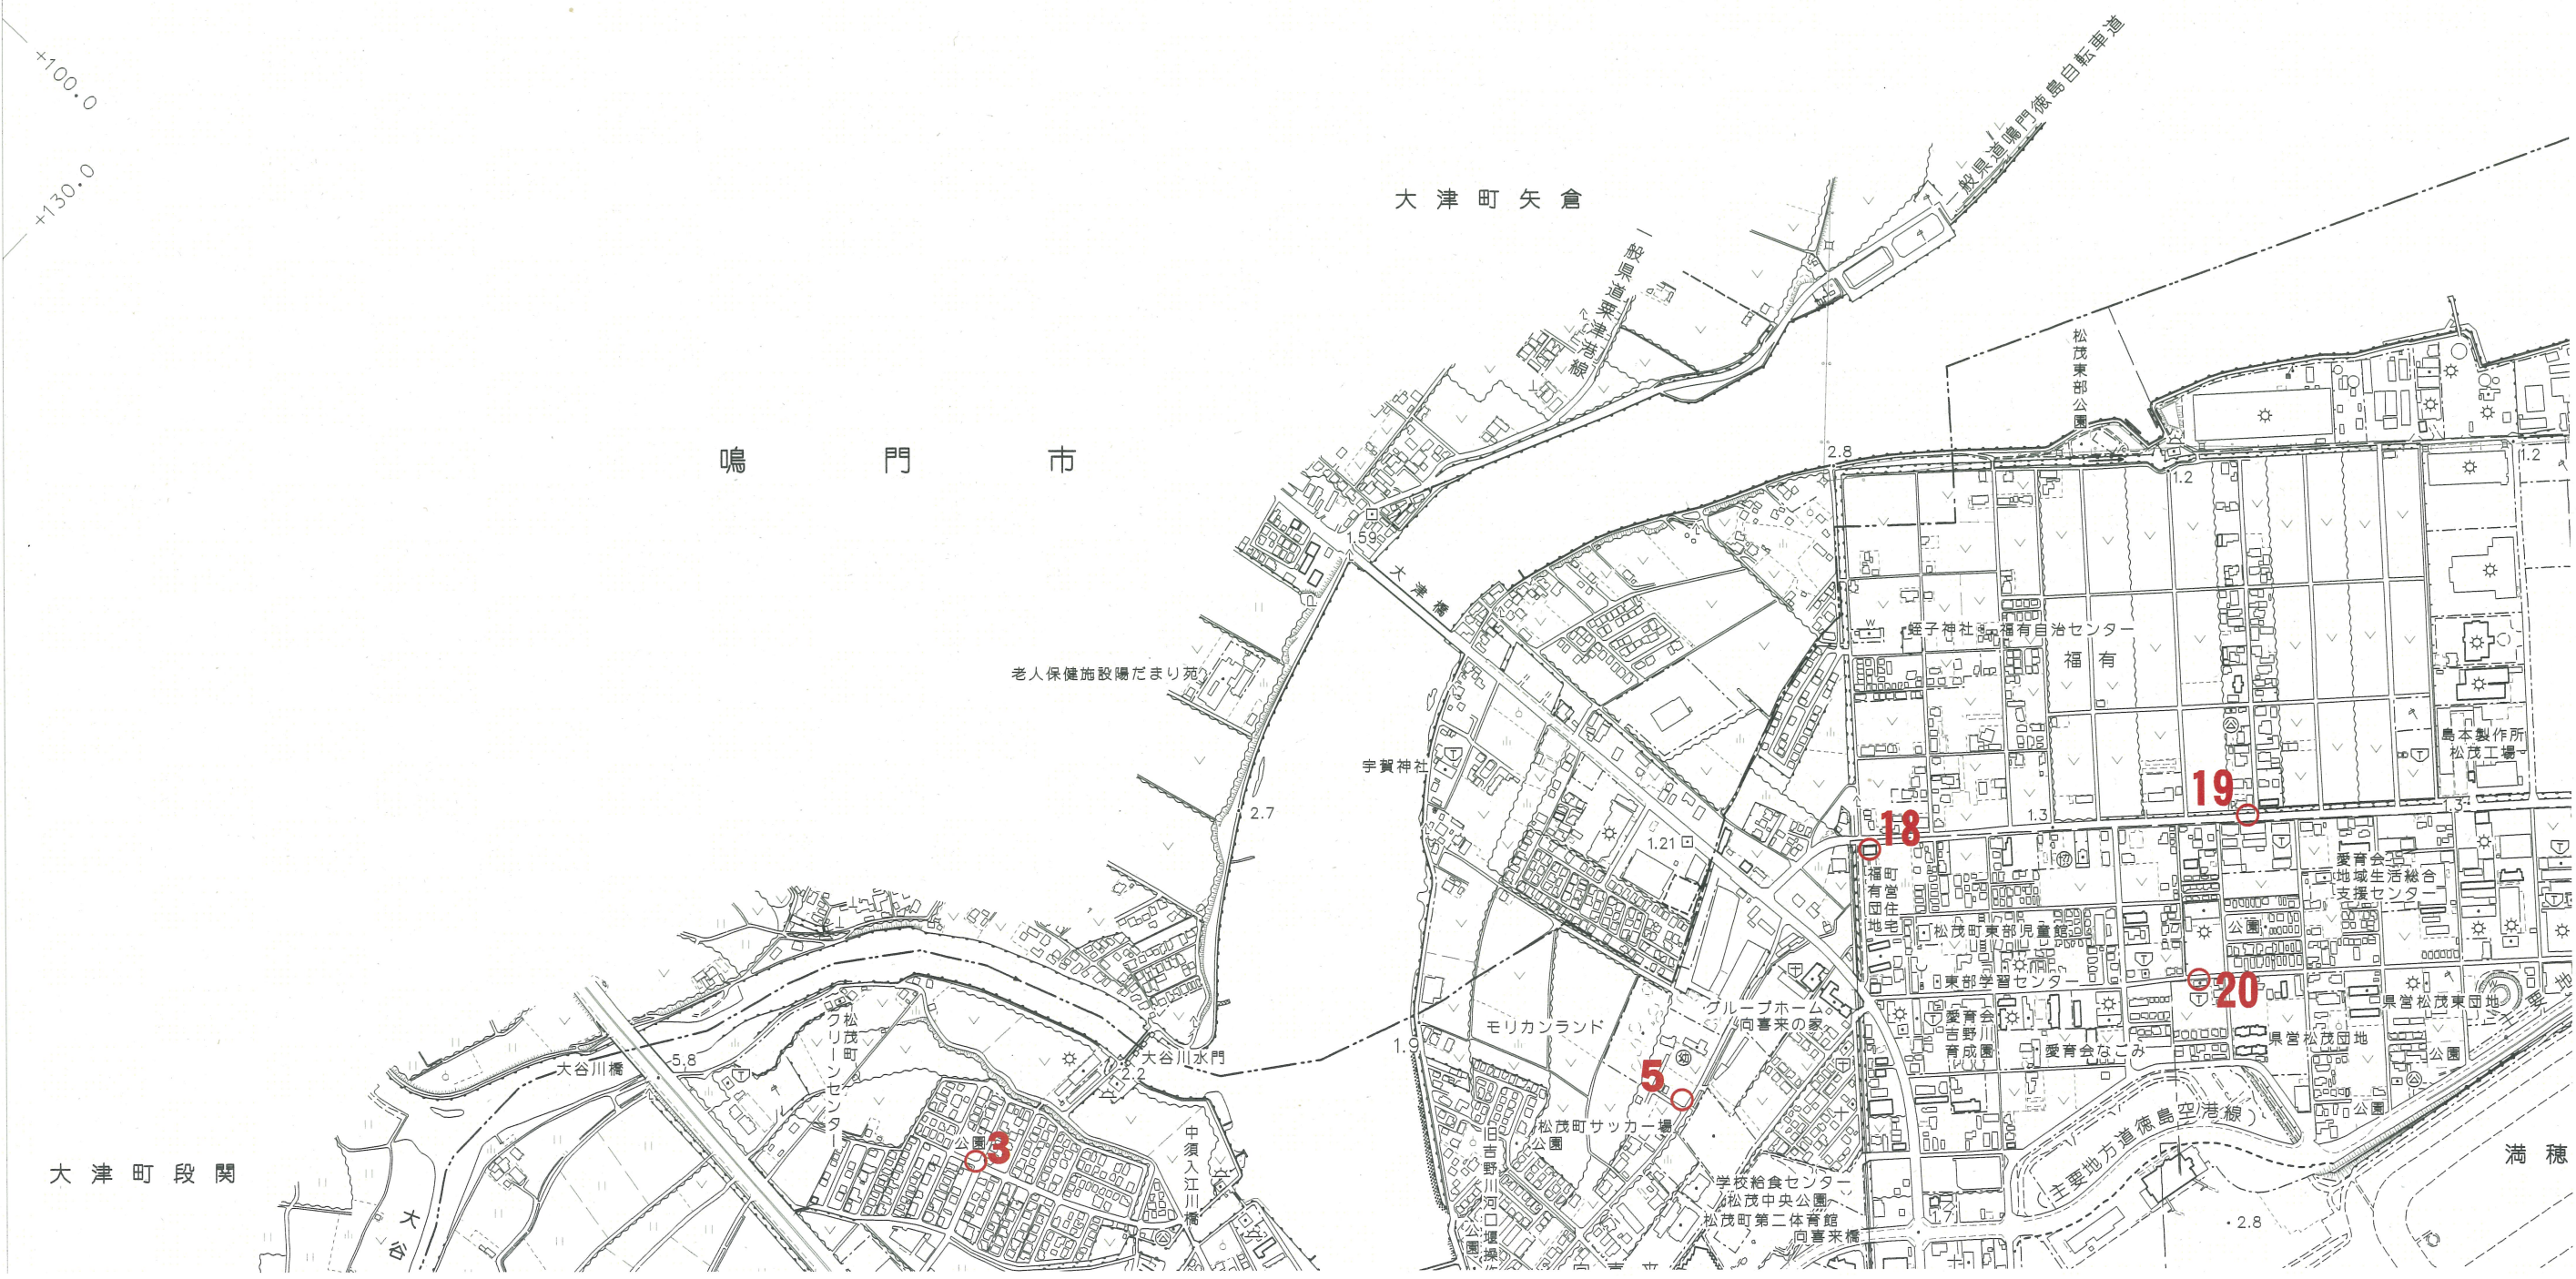 +100.0
+130.0
一般県道鳴門徳島自転車道
大津町矢倉
一般県道粟津港線
松茂東部公園
鳴門市
2.8
1.2
1.2
1.59
大津橋
蛭子神社
福有自治センター
福有
老人保健施設陽だまり苑
島本製作所
松茂工場
宇賀神社
19
1.3
1.3
2.7
18
1.21
福有団地
町営住宅
愛育会
地域生活総合
支援センター
公園
松茂町東部児童館
東部学習センター
20
県営松茂東団地
グループホーム
向喜来の家
モリカンランド
愛育会
吉野川
育成園
愛育会なごみ
県営松茂団地
公園
松茂町
クリーンセンター
大谷川橋
5.8
大谷川水門
2.2
1.9
幼
5
公園
主要地方道徳島空港線
松茂町サッカー場
公園
公園
3
中須入江川橋
旧吉野川河口堰操
公園
大津町段関
大谷
学校給食センター
松茂中央公園
松茂町第二体育館
向喜来橋
1.7
2.8
満穂